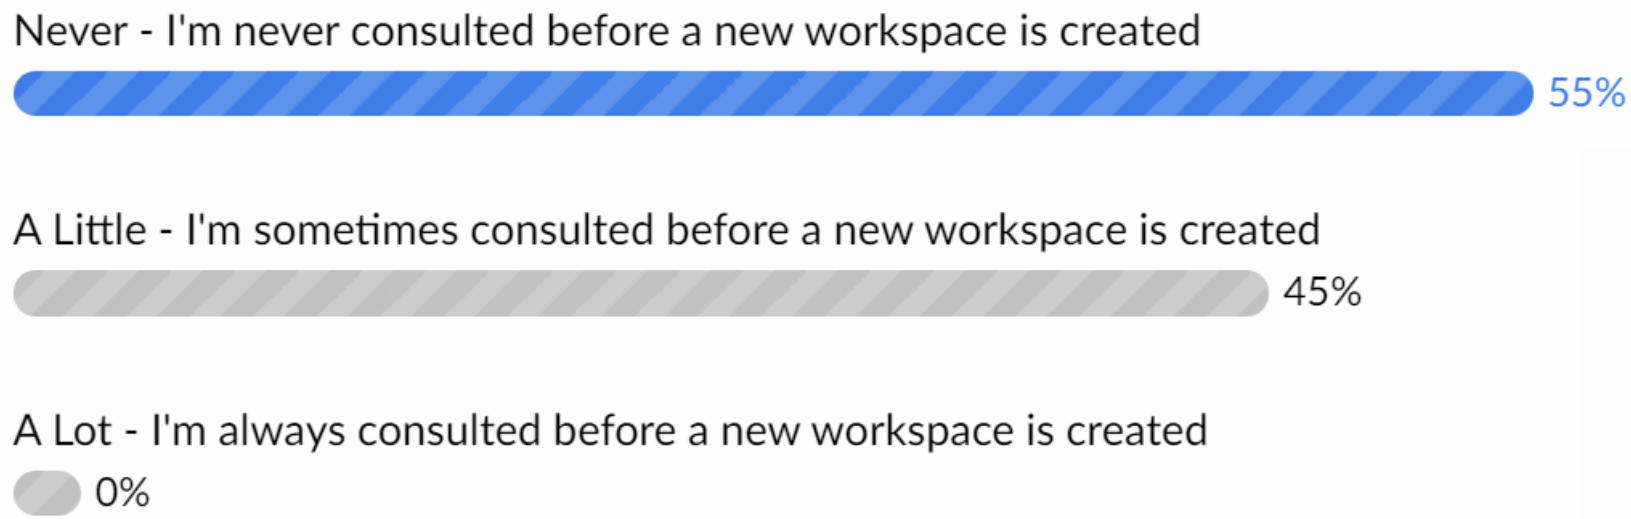 Never - I'm never consulted before a new workspace is created
55%
A Little - I'm sometimes consulted before a new workspace is created
45%
A Lot - I'm always consulted before a new workspace is created
0%